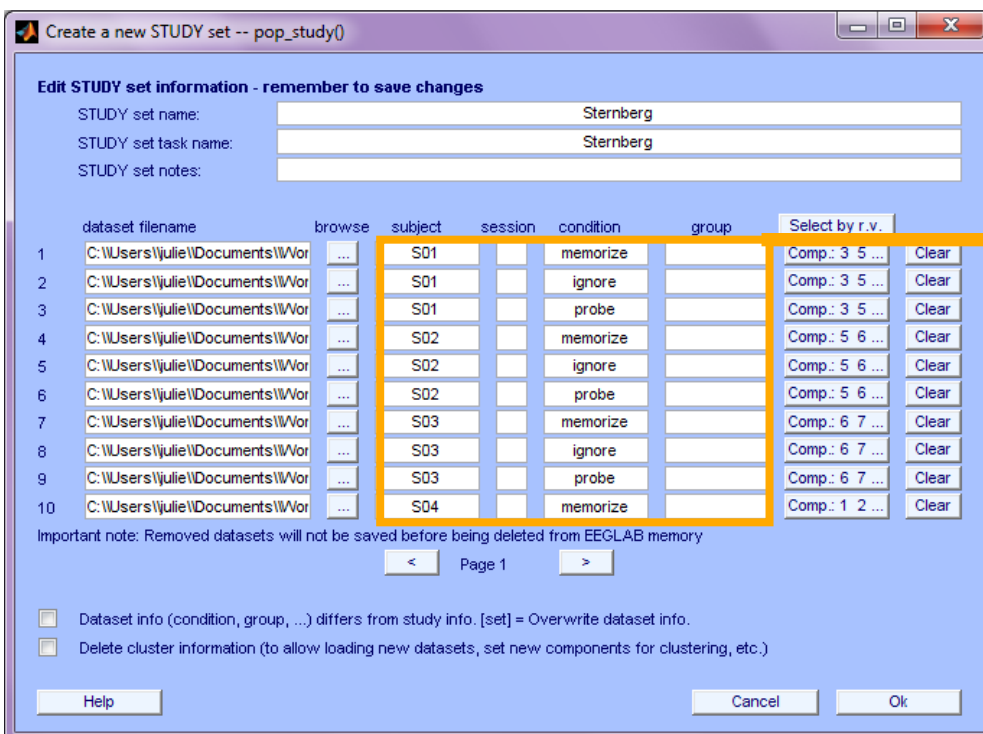 Create a new STUDY set -- pop_study()
Edit STUDY set information - remember to save changes
STUDY set name: Sternberg
STUDY set task name: Sternberg
STUDY set notes:
dataset filename browse subject session condition group Select by r.v.
1 C:\\Users\\julie\\Documents\\Wor ... S01 memorize Comp.: 3 5 ... Clear
2 C:\\Users\\julie\\Documents\\Wor ... S01 ignore Comp.: 3 5 ... Clear
3 C:\\Users\\julie\\Documents\\Wor ... S01 probe Comp.: 3 5 ... Clear
4 C:\\Users\\julie\\Documents\\Wor ... S02 memorize Comp.: 5 6 ... Clear
5 C:\\Users\\julie\\Documents\\Wor ... S02 ignore Comp.: 5 6 ... Clear
6 C:\\Users\\julie\\Documents\\Wor ... S02 probe Comp.: 5 6 ... Clear
7 C:\\Users\\julie\\Documents\\Wor ... S03 memorize Comp.: 6 7 ... Clear
8 C:\\Users\\julie\\Documents\\Wor ... S03 ignore Comp.: 6 7 ... Clear
9 C:\\Users\\julie\\Documents\\Wor ... S03 probe Comp.: 6 7 ... Clear
10 C:\\Users\\julie\\Documents\\Wor ... S04 memorize Comp.: 1 2 ... Clear
Important note: Removed datasets will not be saved before being deleted from EEGLAB memory
< Page 1 >
Dataset info (condition, group, ...) differs from study info. [set] = Overwrite dataset info.
Delete cluster information (to allow loading new datasets, set new components for clustering, etc.)
Help Cancel Ok